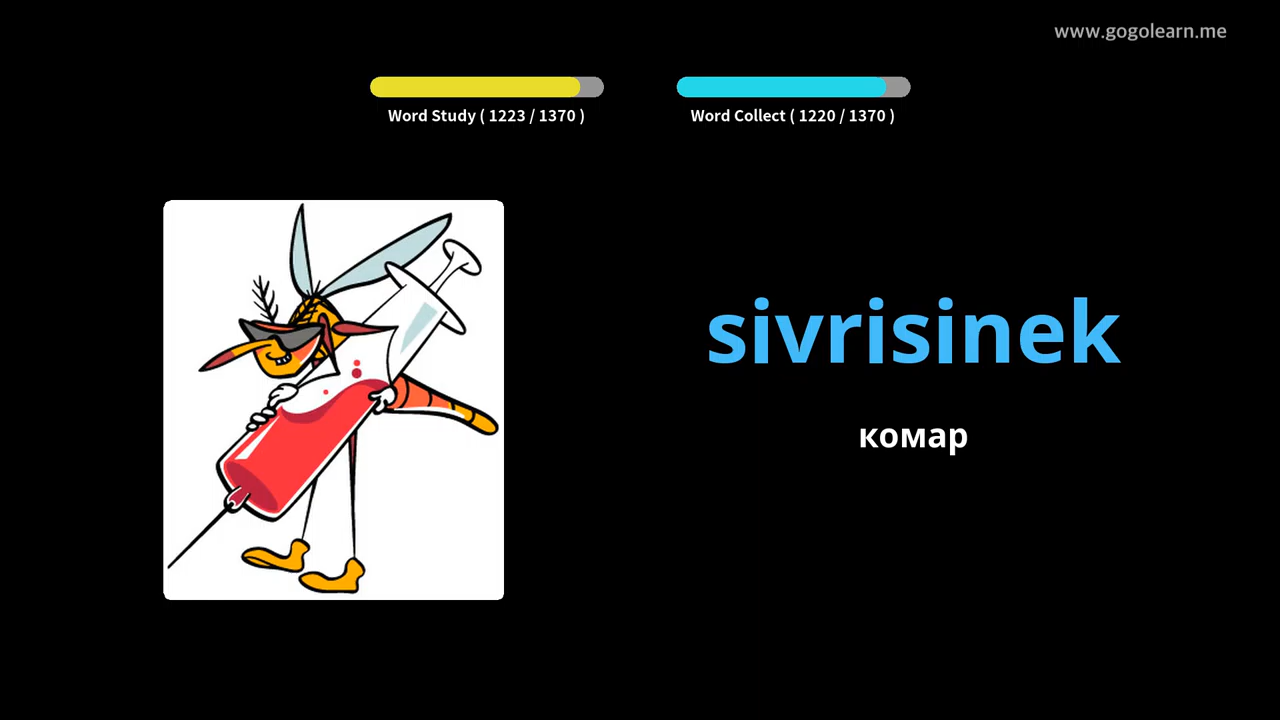 www.gogolearn.me
Word Study ( 1223 / 1370 )
Word Collect ( 1220 / 1370 )
sivrisinek
комар